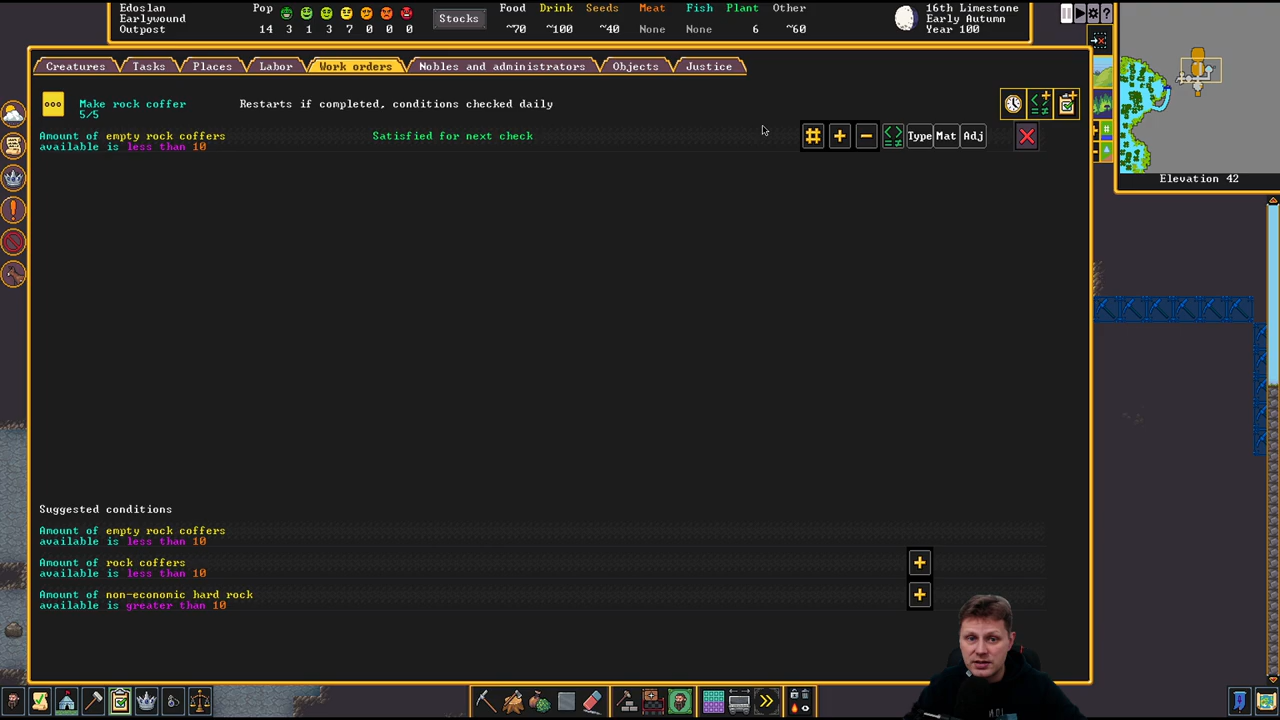 Edoslan
Earlywound
Outpost
Pop
14 3 1 3 7 0 0 0
Stocks
Food Drink Seeds Meat Fish Plant Other
~70 ~100 ~40 None None 6 ~60
16th Limestone
Early Autumn
Year 100
Elevation 42
Creatures Tasks Places Labor Work orders Nobles and administrators Objects Justice
Make rock coffer Restarts if completed, conditions checked daily
5/5
Amount of empty rock coffers Satisfied for next check
available is less than 10
Type Mat Adj
Suggested conditions
Amount of empty rock coffers
available is less than 10
Amount of rock coffers
available is less than 10
Amount of non-economic hard rock
available is greater than 10